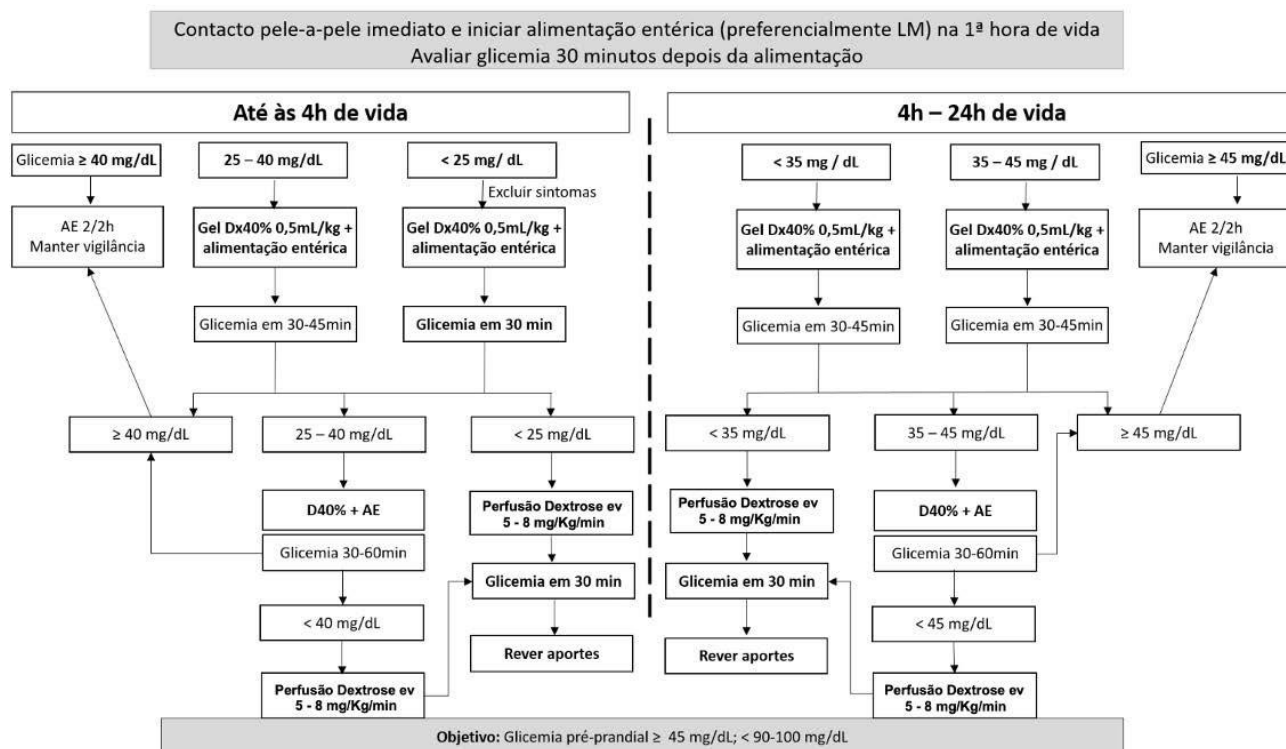 Contacto pele-a-pele imediato e iniciar alimentação entérica (preferencialmente LM) na 1ª hora de vida
Avaliar glicemia 30 minutos depois da alimentação
Até às 4h de vida
Glicemia ≥ 40 mg/dL
25 – 40 mg/dL
< 25 mg/ dL
Excluir sintomas
AE 2/2h
Manter vigilância
Gel Dx40% 0,5mL/kg +
alimentação entérica
Gel Dx40% 0,5mL/kg +
alimentação entérica
Glicemia em 30-45min
Glicemia em 30 min
≥ 40 mg/dL
25 – 40 mg/dL
< 25 mg/dL
D40% + AE
Perfusão Dextrose ev
5 - 8 mg/Kg/min
Glicemia 30-60min
Glicemia em 30 min
< 40 mg/dL
Rever aportes
Perfusão Dextrose ev
5 - 8 mg/Kg/min
4h – 24h de vida
< 35 mg / dL
35 – 45 mg / dL
Glicemia ≥ 45 mg/dL
Gel Dx40% 0,5mL/kg +
alimentação entérica
Gel Dx40% 0,5mL/kg +
alimentação entérica
AE 2/2h
Manter vigilância
Glicemia em 30-45min
Glicemia em 30-45min
< 35 mg/dL
35 – 45 mg/dL
≥ 45 mg/dL
Perfusão Dextrose ev
5 - 8 mg/Kg/min
D40% + AE
Glicemia 30-60min
Glicemia em 30 min
< 45 mg/dL
Rever aportes
Perfusão Dextrose ev
5 - 8 mg/Kg/min
Objetivo: Glicemia pré-prandial ≥ 45 mg/dL; < 90-100 mg/dL